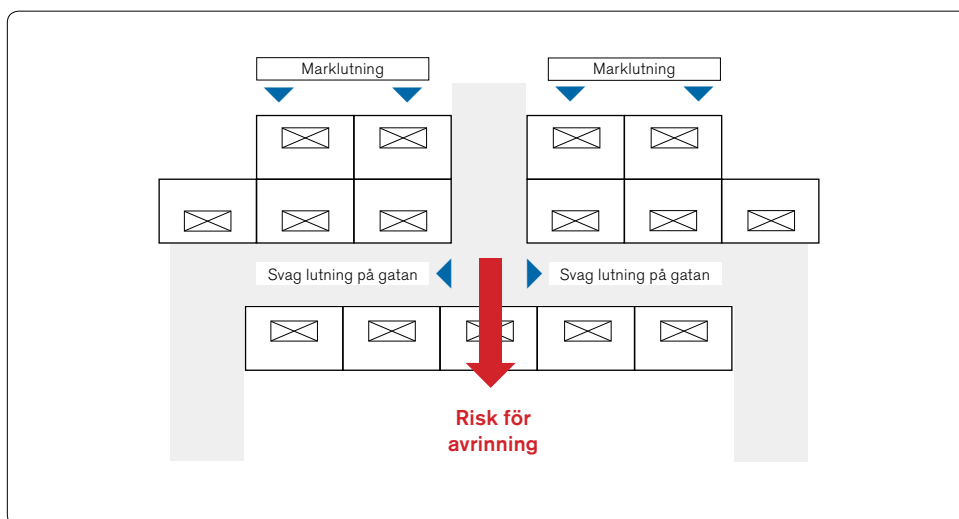 Marklutning
Marklutning
Svag lutning på gatan
Svag lutning på gatan
Risk för
avrinning